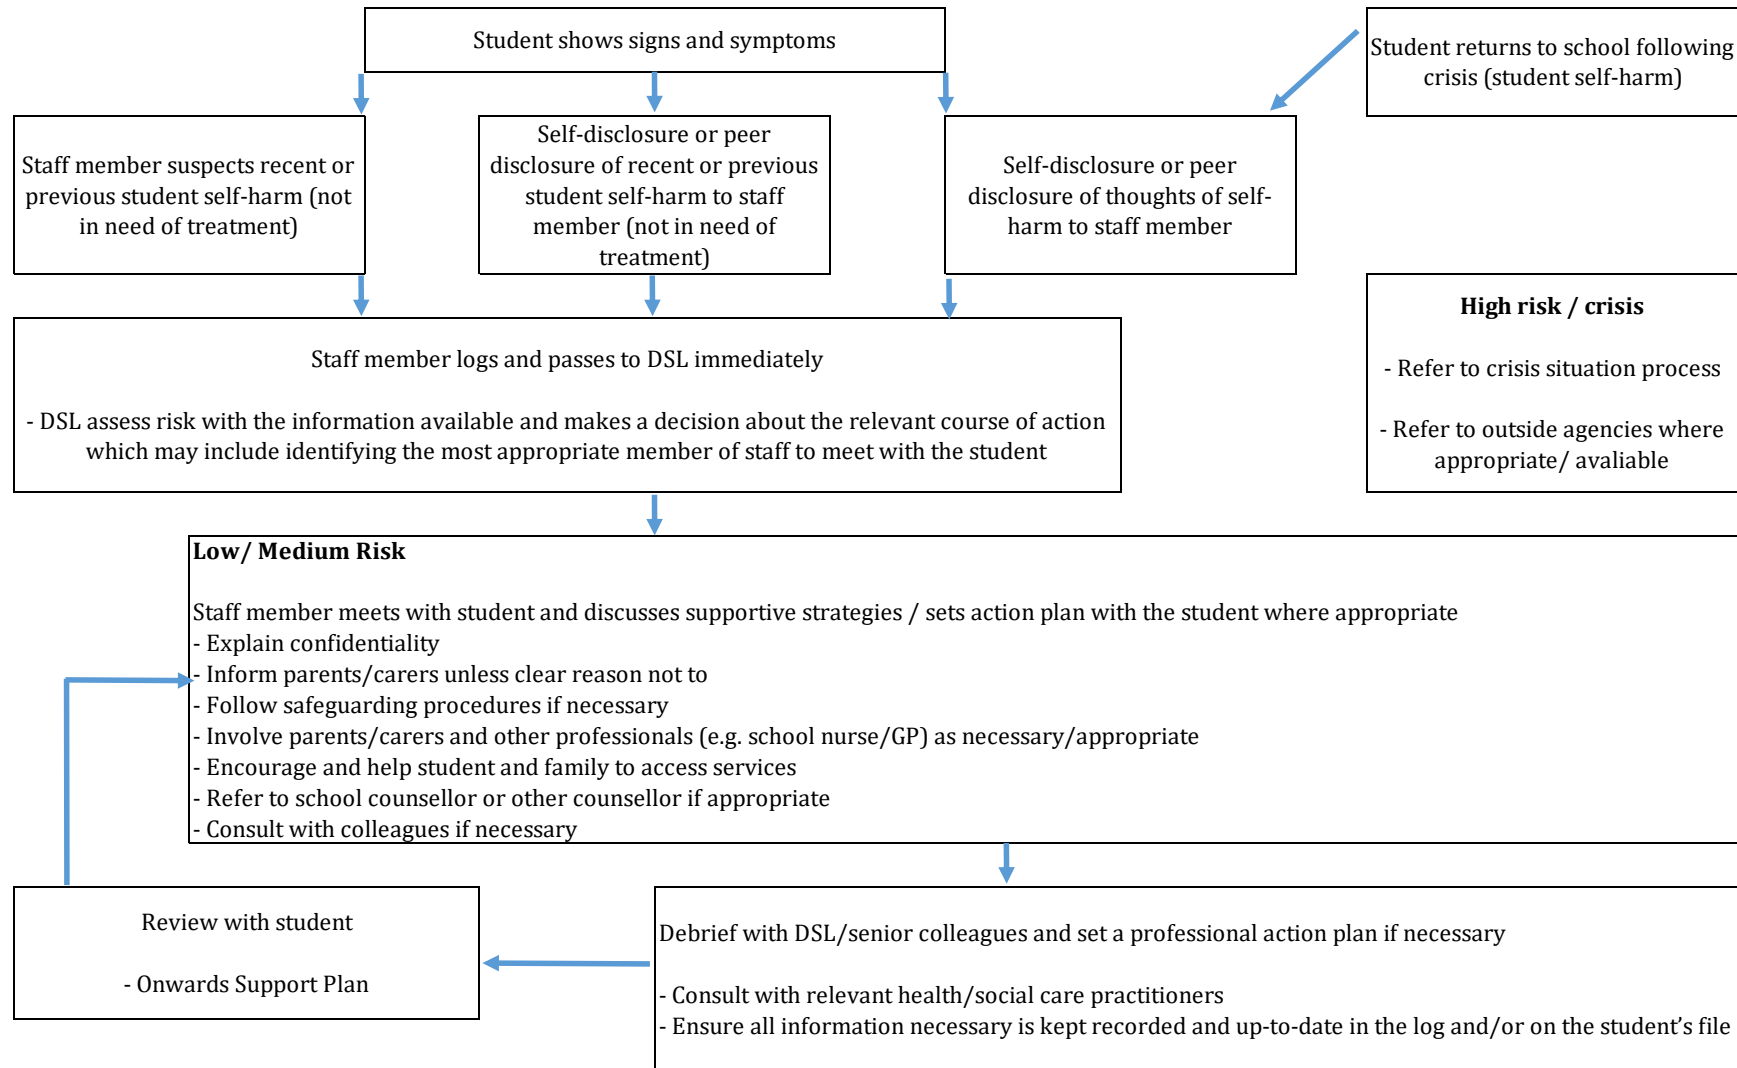 Student shows signs and symptoms
Student returns to school following
crisis (student self-harm)
Staff member suspects recent or
previous student self-harm (not
in need of treatment)
Self-disclosure or peer
disclosure of recent or previous
student self-harm to staff
member (not in need of
treatment)
Self-disclosure or peer
disclosure of thoughts of self-
harm to staff member
High risk / crisis
- Refer to crisis situation process
- Refer to outside agencies where
appropriate/ avaliable
Staff member logs and passes to DSL immediately
- DSL assess risk with the information available and makes a decision about the relevant course of action
which may include identifying the most appropriate member of staff to meet with the student
Low/ Medium Risk
Staff member meets with student and discusses supportive strategies / sets action plan with the student where appropriate
- Explain confidentiality
- Inform parents/carers unless clear reason not to
- Follow safeguarding procedures if necessary
- Involve parents/carers and other professionals (e.g. school nurse/GP) as necessary/appropriate
- Encourage and help student and family to access services
- Refer to school counsellor or other counsellor if appropriate
- Consult with colleagues if necessary
Review with student
- Onwards Support Plan
Debrief with DSL/senior colleagues and set a professional action plan if necessary
- Consult with relevant health/social care practitioners
- Ensure all information necessary is kept recorded and up-to-date in the log and/or on the student’s file